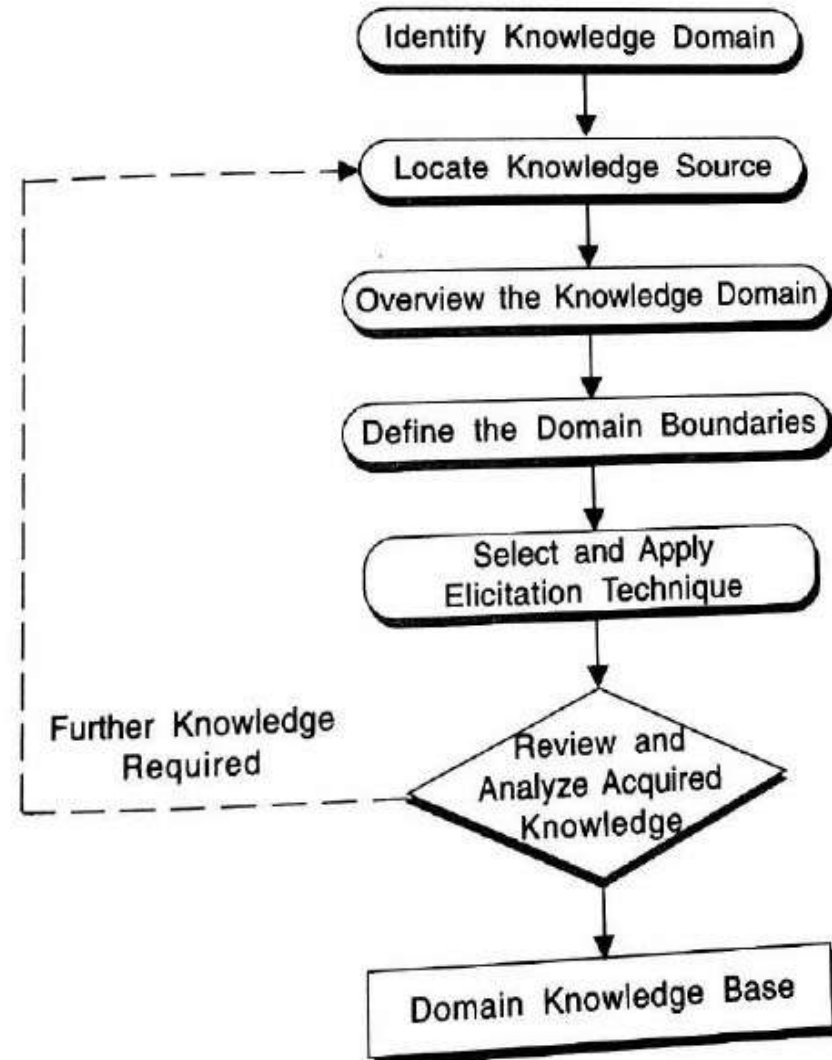 Identify Knowledge Domain
Locate Knowledge Source
Overview the Knowledge Domain
Define the Domain Boundaries
Select and Apply
Elicitation Technique
Further Knowledge
Required
Review and
Analyze Acquired
Knowledge
Domain Knowledge Base